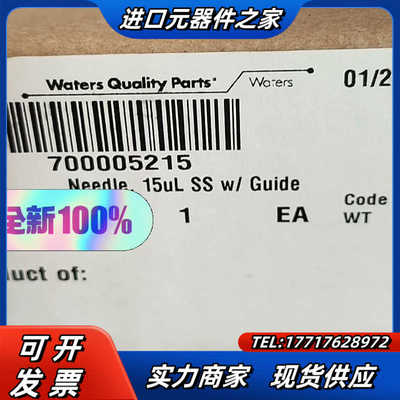 进口元器件之家
Waters Quality Parts
Waters
01/2
700005215
Needle, 15uL SS w/ Guide
全新100%
1 EA Code
WT
uct of:
可开
发票
TEL:17717628972
实力商家 现货供应